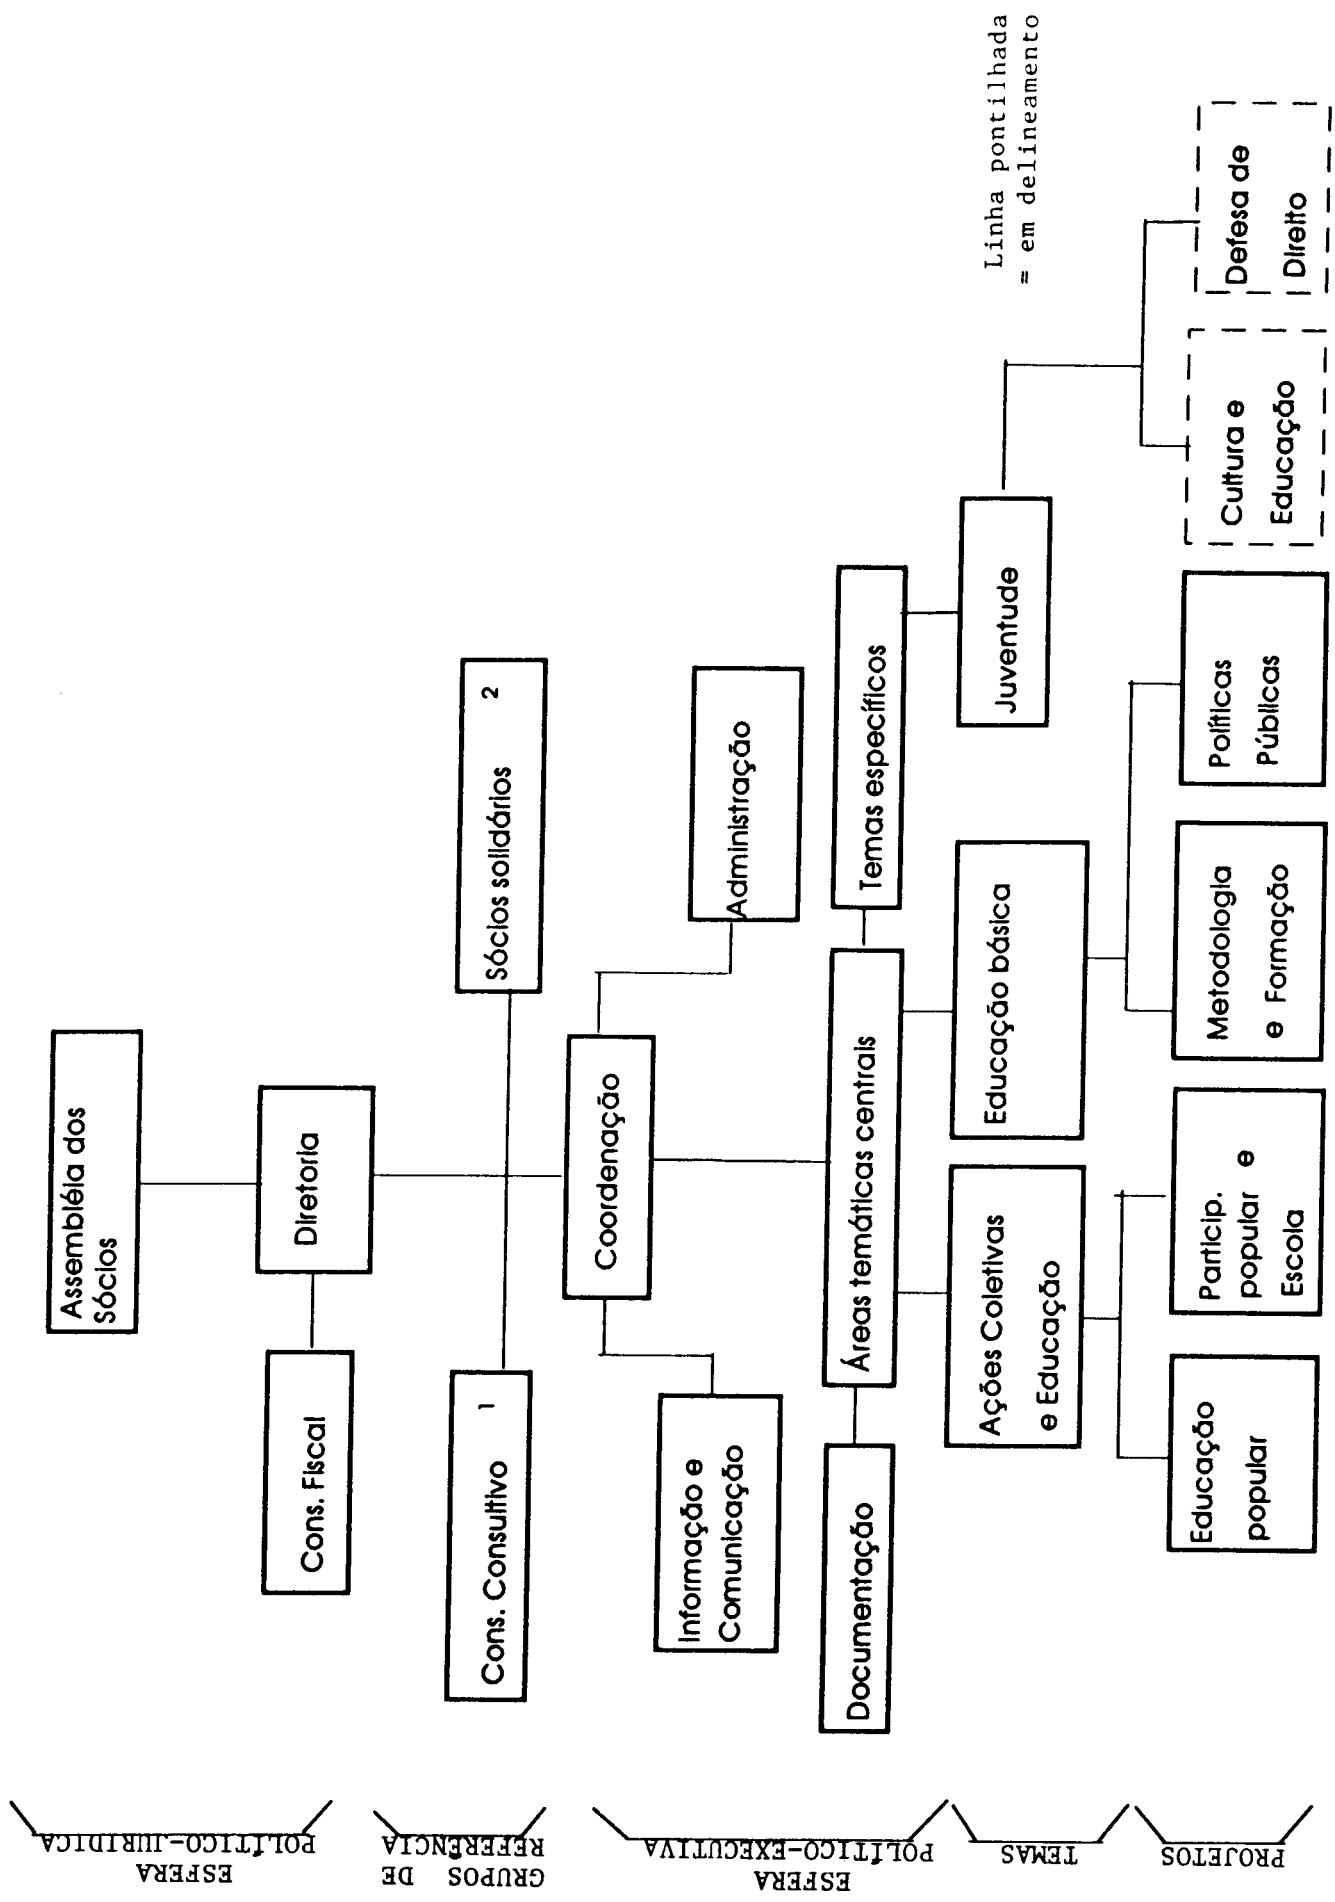 ESFERA
POLÍTICO-JURIDICA
Assembléia dos
Sócios
Diretoria
Cons. Fiscal
GRUPOS DE
REFERÊNCIA
Cons. Consultivo 1
Sócios solidários 2
ESFERA
POLÍTICO-EXECUTIVA
Coordenação
Informação e
Comunicação
Administração
Documentação
Áreas temáticas centrais
Temas específicos
TEMAS
Ações Coletivas
e Educação
Educação básica
Juventude
Linha pontilhada
= em delineamento
PROJETOS
Educação
popular
Particip.
popular e
Escola
Metodologia
e Formação
Políticas
Públicas
Cultura e
Educação
Defesa de
Direito